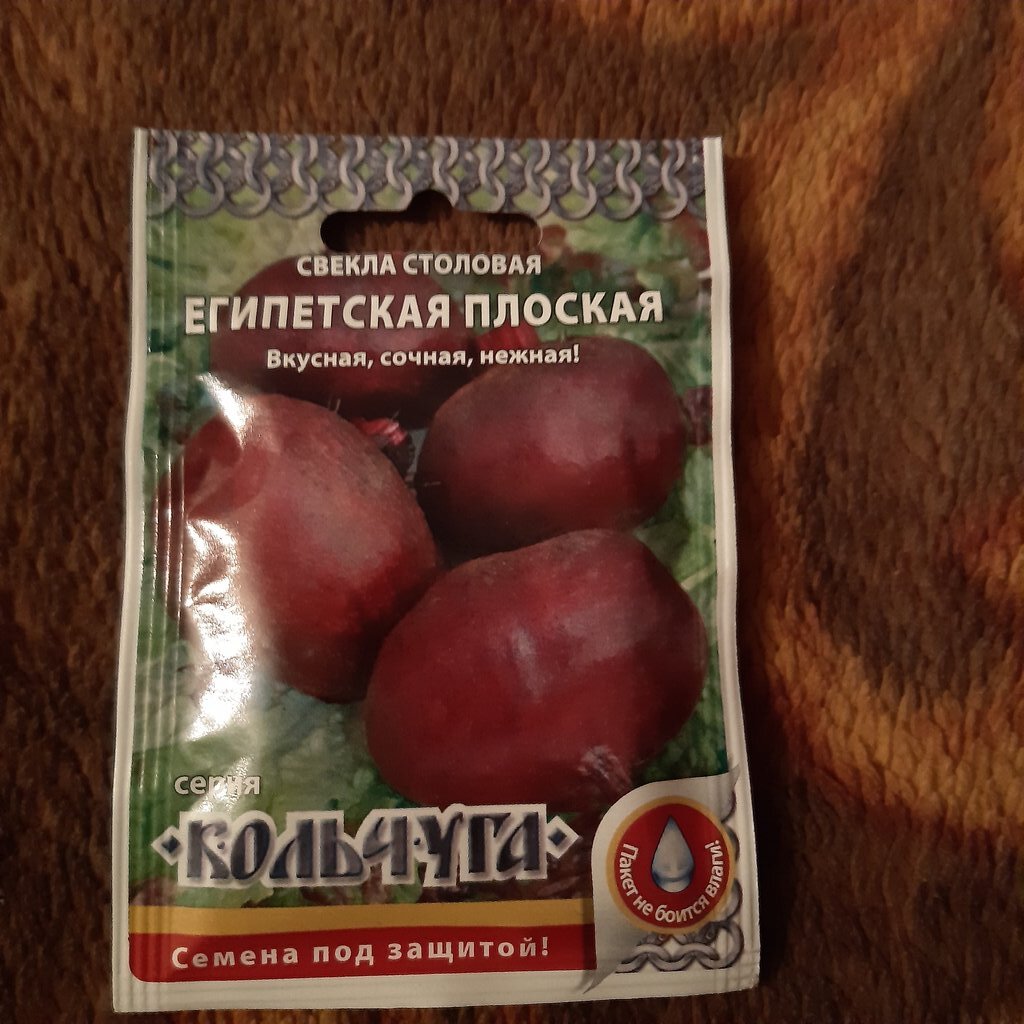 СВЕКЛА СТОЛОВАЯ
ЕГИПЕТСКАЯ ПЛОСКАЯ
Вкусная, сочная, нежная!
серия
КОЛЬЧУГА
Пакет не боится влаги!
Семена под защитой!